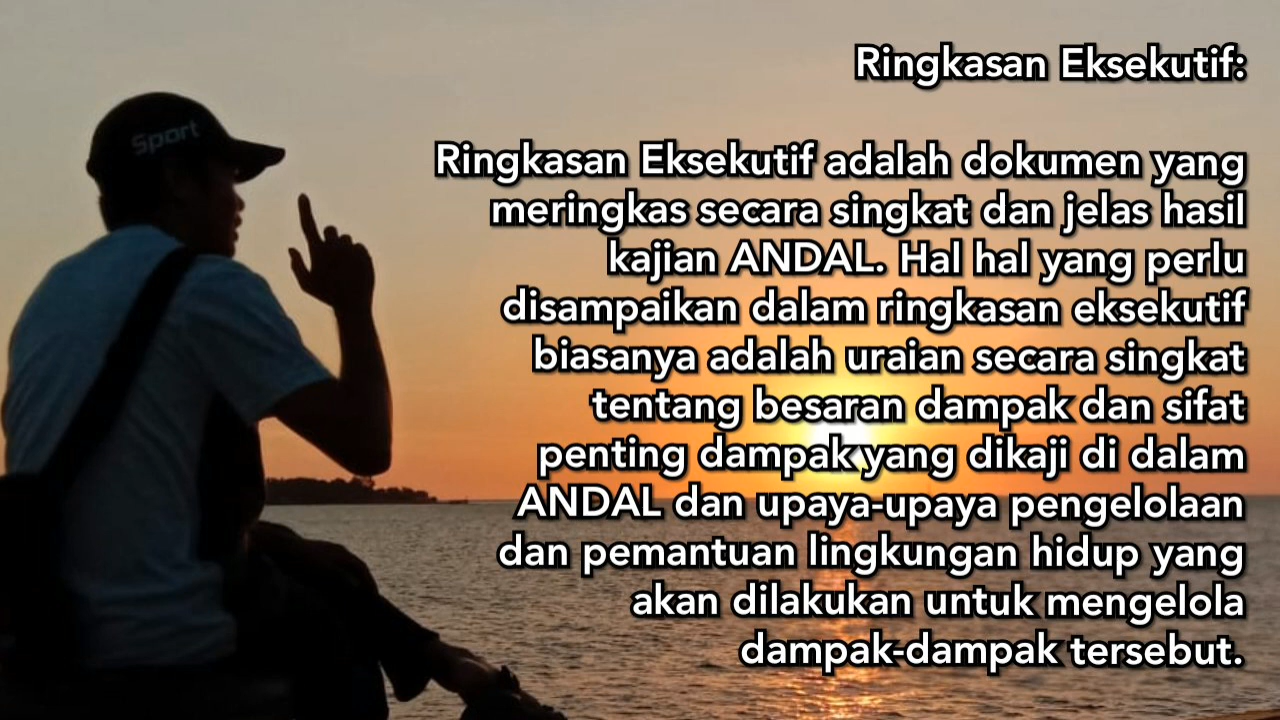 Sport
Ringkasan Eksekutif:
Ringkasan Eksekutif adalah dokumen yang
meringkas secara singkat dan jelas hasil
kajian ANDAL. Hal hal yang perlu
disampaikan dalam ringkasan eksekutif
biasanya adalah uraian secara singkat
tentang besaran dampak dan sifat
penting dampak yang dikaji di dalam
ANDAL dan upaya-upaya pengelolaan
dan pemantuan lingkungan hidup yang
akan dilakukan untuk mengelola
dampak-dampak tersebut.